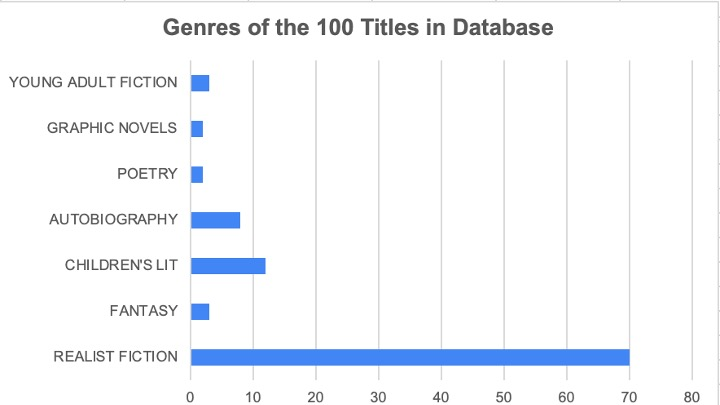 Genres of the 100 Titles in Database
YOUNG ADULT FICTION
GRAPHIC NOVELS
POETRY
AUTOBIOGRAPHY
CHILDREN'S LIT
FANTASY
REALIST FICTION
0 10 20 30 40 50 60 70 80